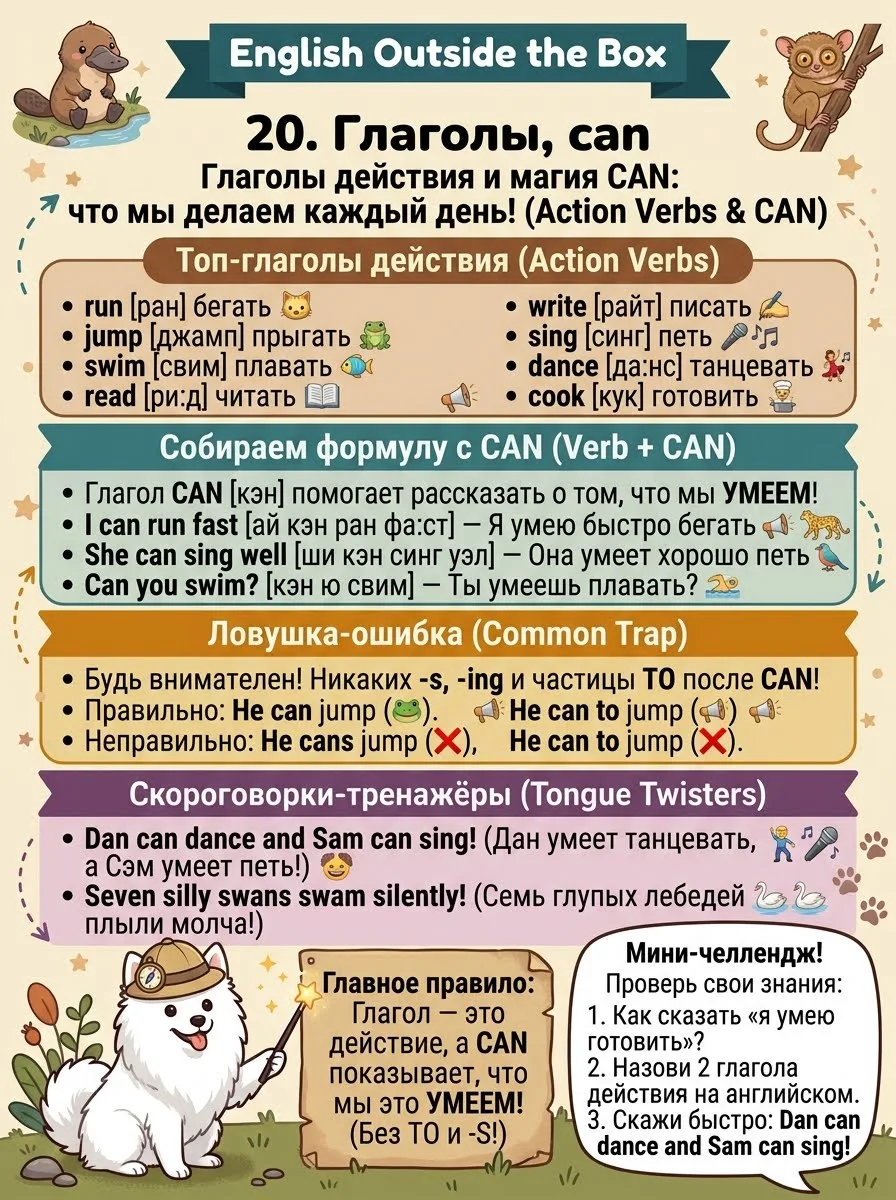 English Outside the Box
20. Глаголы, can
Глаголы действия и магия CAN:
что мы делаем каждый день! (Action Verbs & CAN)
Топ-глаголы действия (Action Verbs)
• run [ран] бегать
• jump [джамп] прыгать
• swim [свим] плавать
• read [ри:д] читать
• write [райт] писать
• sing [синг] петь
• dance [да:нс] танцевать
• cook [кук] готовить
Собираем формулу с CAN (Verb + CAN)
• Глагол CAN [кэн] помогает рассказать о том, что мы УМЕЕМ!
• I can run fast [ай кэн ран фа:ст] — Я умею быстро бегать
• She can sing well [ши кэн синг уэл] — Она умеет хорошо петь
• Can you swim? [кэн ю свим] — Ты умеешь плавать?
Ловушка-ошибка (Common Trap)
• Будь внимателен! Никаких -s, -ing и частицы TO после CAN!
• Правильно: He can jump (🐸). He can to jump (📢)
• Неправильно: He cans jump (❌), He can to jump (❌).
Скороговорки-тренажёры (Tongue Twisters)
• Dan can dance and Sam can sing! (Дан умеет танцевать,
а Сэм умеет петь!)
• Seven silly swans swam silently! (Семь глупых лебедей
плыли молча!)
Главное правило:
Глагол — это
действие, а CAN
показывает, что
мы это УМЕЕМ!
(Без TO и -S!)
Мини-челлендж!
Проверь свои знания:
1. Как сказать «я умею
готовить»?
2. Назови 2 глагола
действия на английском.
3. Скажи быстро: Dan can
dance and Sam can sing!